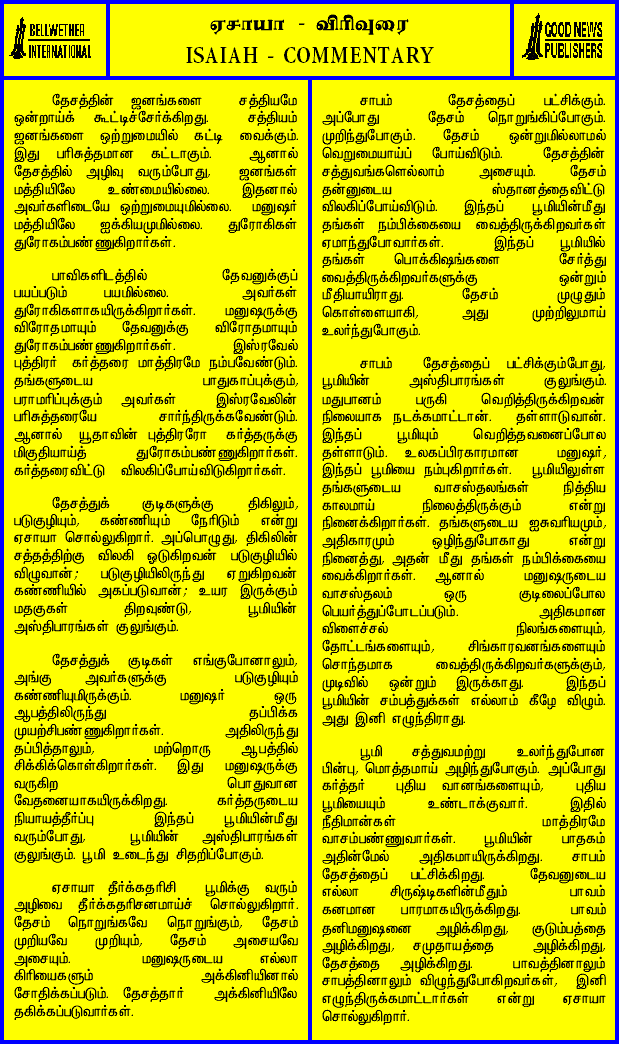 BELLWETHER
INTERNATIONAL
ஏசாயா - விரிவுரை
ISAIAH - COMMENTARY
GOOD NEWS
PUBLISHERS
தேசத்தின் ஜனங்களை சத்தியமே
ஒன்றாய்க் கூட்டிச்சேர்க்கிறது. சத்தியம்
ஜனங்களை ஒற்றுமையில் கட்டி வைக்கும்.
இது பரிசுத்தமான கட்டாகும். ஆனால்
தேசத்தில் அழிவு வரும்போது, ஜனங்கள்
மத்தியிலே உண்மையில்லை. இதனால்
அவர்களிடையே ஒற்றுமையுமில்லை. மனுஷர்
மத்தியிலே ஐக்கியமுமில்லை. துரோகிகள்
துரோகம்பண்ணுகிறார்கள்.
பாவிகளிடத்தில் தேவனுக்குப்
பயப்படும் பயமில்லை. அவர்கள்
துரோகிகளாகயிருக்கிறார்கள். மனுஷருக்கு
விரோதமாயும் தேவனுக்கு விரோதமாயும்
துரோகம்பண்ணுகிறார்கள். இஸ்ரவேல்
புத்திரர் கர்த்தரை மாத்திரமே நம்பவேண்டும்.
தங்களுடைய பாதுகாப்புக்கும்,
பராமரிப்புக்கும் அவர்கள் இஸ்ரவேலின்
பரிசுத்தரையே சார்ந்திருக்கவேண்டும்.
ஆனால் யூதாவின் புத்திரரோ கர்த்தருக்கு
மிகுதியாய்த் துரோகம்பண்ணுகிறார்கள்.
கர்த்தரைவிட்டு விலகிப்போய்விடுகிறார்கள்.
தேசத்துக் குடிகளுக்கு திகிலும்,
படுகுழியும், கண்ணியும் நேரிடும் என்று
ஏசாயா சொல்லுகிறார். அப்பொழுது, திகிலின்
சத்தத்திற்கு விலகி ஓடுகிறவன் படுகுழியில்
விழுவான்; படுகுழியிலிருந்து ஏறுகிறவன்
கண்ணியில் அகப்படுவான்; உயர இருக்கும்
மதகுகள் திறவுண்டு, பூமியின்
அஸ்திபாரங்கள் குலுங்கும்.
தேசத்துக் குடிகள் எங்குபோனாலும்,
அங்கு அவர்களுக்கு படுகுழியும்
கண்ணியுமிருக்கும். மனுஷர் ஒரு
ஆபத்திலிருந்து தப்பிக்க
முயற்சிபண்ணுகிறார்கள். அதிலிருந்து
தப்பித்தாலும், மற்றொரு ஆபத்தில்
சிக்கிக்கொள்கிறார்கள். இது மனுஷருக்கு
வருகிற பொதுவான
வேதனையாகயிருக்கிறது. கர்த்தருடைய
நியாயத்தீர்ப்பு இந்தப் பூமியின்மீது
வரும்போது, பூமியின் அஸ்திபாரங்கள்
குலுங்கும். பூமி உடைந்து சிதறிப்போகும்.
ஏசாயா தீர்க்கதரிசி பூமிக்கு வரும்
அழிவை தீர்க்கதரிசனமாய்ச் சொல்லுகிறார்.
தேசம் நொறுங்கவே நொறுங்கும், தேசம்
முறியவே முறியும், தேசம் அசையவே
அசையும். மனுஷருடைய எல்லா
கிரியைகளும் அக்கினியினால்
சோதிக்கப்படும். தேசத்தார் அக்கினியிலே
தகிக்கப்படுவார்கள்.
சாபம் தேசத்தைப் பட்சிக்கும்.
அப்போது தேசம் நொறுங்கிப்போகும்.
முறிந்துபோகும். தேசம் ஒன்றுமில்லாமல்
வெறுமையாய்ப் போய்விடும். தேசத்தின்
சத்துவங்களெல்லாம் அசையும். தேசம்
தன்னுடைய ஸ்தானத்தைவிட்டு
விலகிப்போய்விடும். இந்தப் பூமியின்மீது
தங்கள் நம்பிக்கையை வைத்திருக்கிறவர்கள்
ஏமாந்துபோவார்கள். இந்தப் பூமியில்
தங்கள் பொக்கிஷங்களை சேர்த்து
வைத்திருக்கிறவர்களுக்கு ஒன்றும்
மீதியாயிராது. தேசம் முழுதும்
கொள்ளையாகி, அது முற்றிலுமாய்
உலர்ந்துபோகும்.
சாபம் தேசத்தைப் பட்சிக்கும்போது,
பூமியின் அஸ்திபாரங்கள் குலுங்கும்.
மதுபானம் பருகி வெறித்திருக்கிறவன்
நிலையாக நடக்கமாட்டான். தள்ளாடுவான்.
இந்தப் பூமியும் வெறித்தவனைப்போல
தள்ளாடும். உலகப்பிரகாரமான மனுஷர்,
இந்தப் பூமியை நம்புகிறார்கள். பூமியிலுள்ள
தங்களுடைய வாசஸ்தலங்கள் நித்திய
காலமாய் நிலைத்திருக்கும் என்று
நினைக்கிறார்கள். தங்களுடைய ஐசுவரியமும்,
அதிகாரமும் ஒழிந்துபோகாது என்று
நினைத்து, அதன் மீது தங்கள் நம்பிக்கையை
வைக்கிறார்கள். ஆனால் மனுஷருடைய
வாசஸ்தலம் ஒரு குடிலைப்போல
பெயர்த்துப்போடப்படும். அதிகமான
விளைச்சல் நிலங்களையும்,
தோட்டங்களையும், சிங்காரவனங்களையும்
சொந்தமாக வைத்திருக்கிறவர்களுக்கும்,
முடிவில் ஒன்றும் இருக்காது. இந்தப்
பூமியின் சம்பத்துக்கள் எல்லாம் கீழே விழும்.
அது இனி எழுந்திராது.
பூமி சத்துவமற்று உலர்ந்துபோன
பின்பு, மொத்தமாய் அழிந்துபோகும். அப்போது
கர்த்தர் புதிய வானங்களையும், புதிய
பூமியையும் உண்டாக்குவார். இதில்
நீதிமான்கள் மாத்திரமே
வாசம்பண்ணுவார்கள். பூமியின் பாதகம்
அதின்மேல் அதிகமாயிருக்கிறது. சாபம்
தேசத்தைப் பட்சிக்கிறது. தேவனுடைய
எல்லா சிருஷ்டிகளின்மீதும் பாவம்
கனமான பாரமாகயிருக்கிறது. பாவம்
தனிமனுஷனை அழிக்கிறது, குடும்பத்தை
அழிக்கிறது, சமுதாயத்தை அழிக்கிறது,
தேசத்தை அழிக்கிறது. பாவத்தினாலும்
சாபத்தினாலும் விழுந்துபோகிறவர்கள், இனி
எழுந்திருக்கமாட்டார்கள் என்று ஏசாயா
சொல்லுகிறார்.